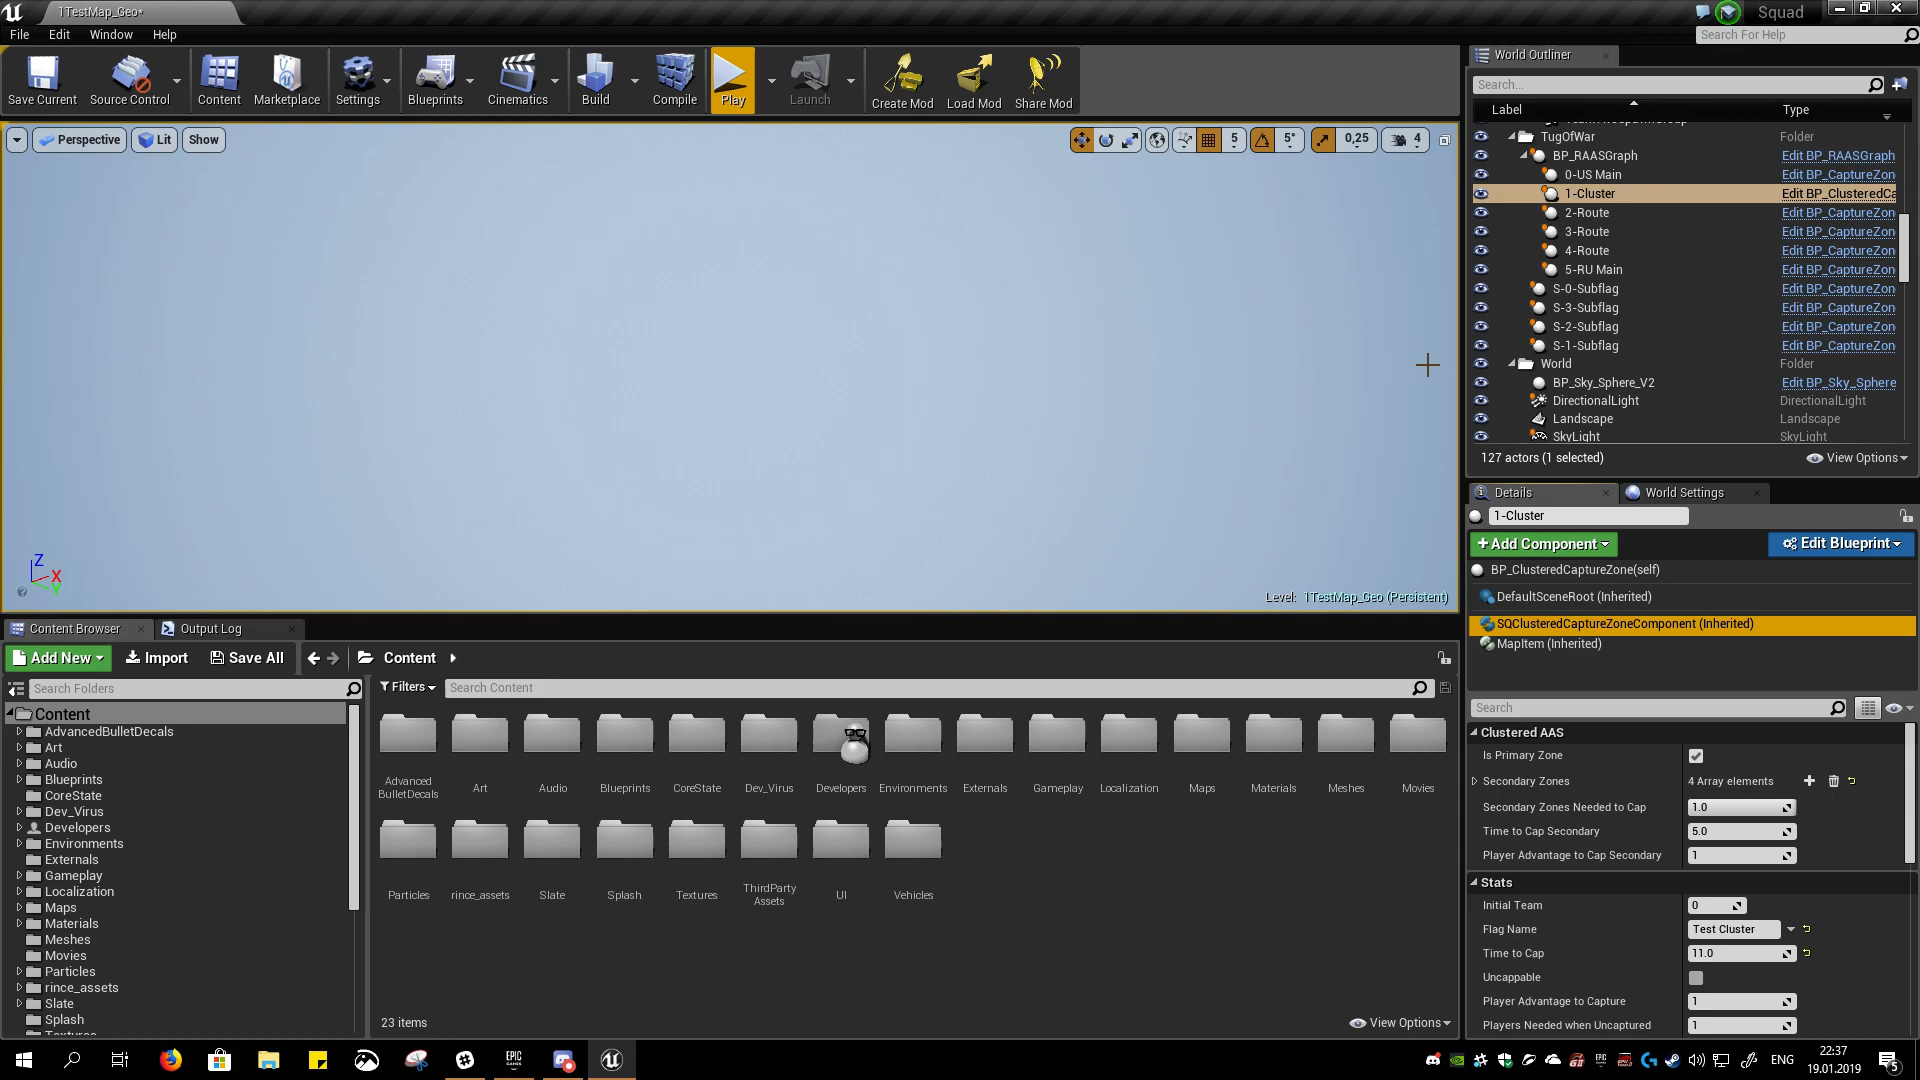 1TestMap_Geo*
Squad
File Edit Window Help
Search For Help
Save Current
Source Control
Content
Marketplace
Settings
Blueprints
Cinematics
Build
Compile
Play
Launch
Create Mod
Load Mod
Share Mod
Perspective
Lit
Show
5
5°
0,25
4
Level: 1TestMap_Geo (Persistent)
Z
X
Y
World Outliner
Search...
Label
Type
TugOfWar Folder
BP_RAASGraph Edit BP_RAASGraph
0-US Main Edit BP_CaptureZon
1-Cluster Edit BP_ClusteredCa
2-Route Edit BP_CaptureZon
3-Route Edit BP_CaptureZon
4-Route Edit BP_CaptureZon
5-RU Main Edit BP_CaptureZon
S-0-Subflag Edit BP_CaptureZon
S-3-Subflag Edit BP_CaptureZon
S-2-Subflag Edit BP_CaptureZon
S-1-Subflag Edit BP_CaptureZon
World Folder
BP_Sky_Sphere_V2 Edit BP_Sky_Sphere
DirectionalLight DirectionalLight
Landscape Landscape
SkyLight SkyLight
127 actors (1 selected)
View Options
Details
World Settings
1-Cluster
+Add Component
Edit Blueprint
BP_ClusteredCaptureZone(self)
DefaultSceneRoot (Inherited)
SQClusteredCaptureZoneComponent (Inherited)
MapItem (Inherited)
Search
Clustered AAS
Is Primary Zone
Secondary Zones 4 Array elements
Secondary Zones Needed to Cap 1.0
Time to Cap Secondary 5.0
Player Advantage to Cap Secondary 1
Stats
Initial Team 0
Flag Name Test Cluster
Time to Cap 11.0
Uncappable
Player Advantage to Capture 1
Players Needed when Uncaptured 1
Content Browser
Output Log
Add New
Import
Save All
Content
Search Folders
Filters
Search Content
Content
AdvancedBulletDecals
Art
Audio
Blueprints
CoreState
Dev_Virus
Developers
Environments
Externals
Gameplay
Localization
Maps
Materials
Meshes
Movies
Particles
rince_assets
Slate
Splash
Advanced
BulletDecals
Art
Audio
Blueprints
CoreState
Dev_Virus
Developers
Environments
Externals
Gameplay
Localization
Maps
Materials
Meshes
Movies
Particles
rince_assets
Slate
Splash
Textures
ThirdParty
Assets
UI
Vehicles
23 items
View Options
EPIC
GAMES
ENG
22:37
19.01.2019
5